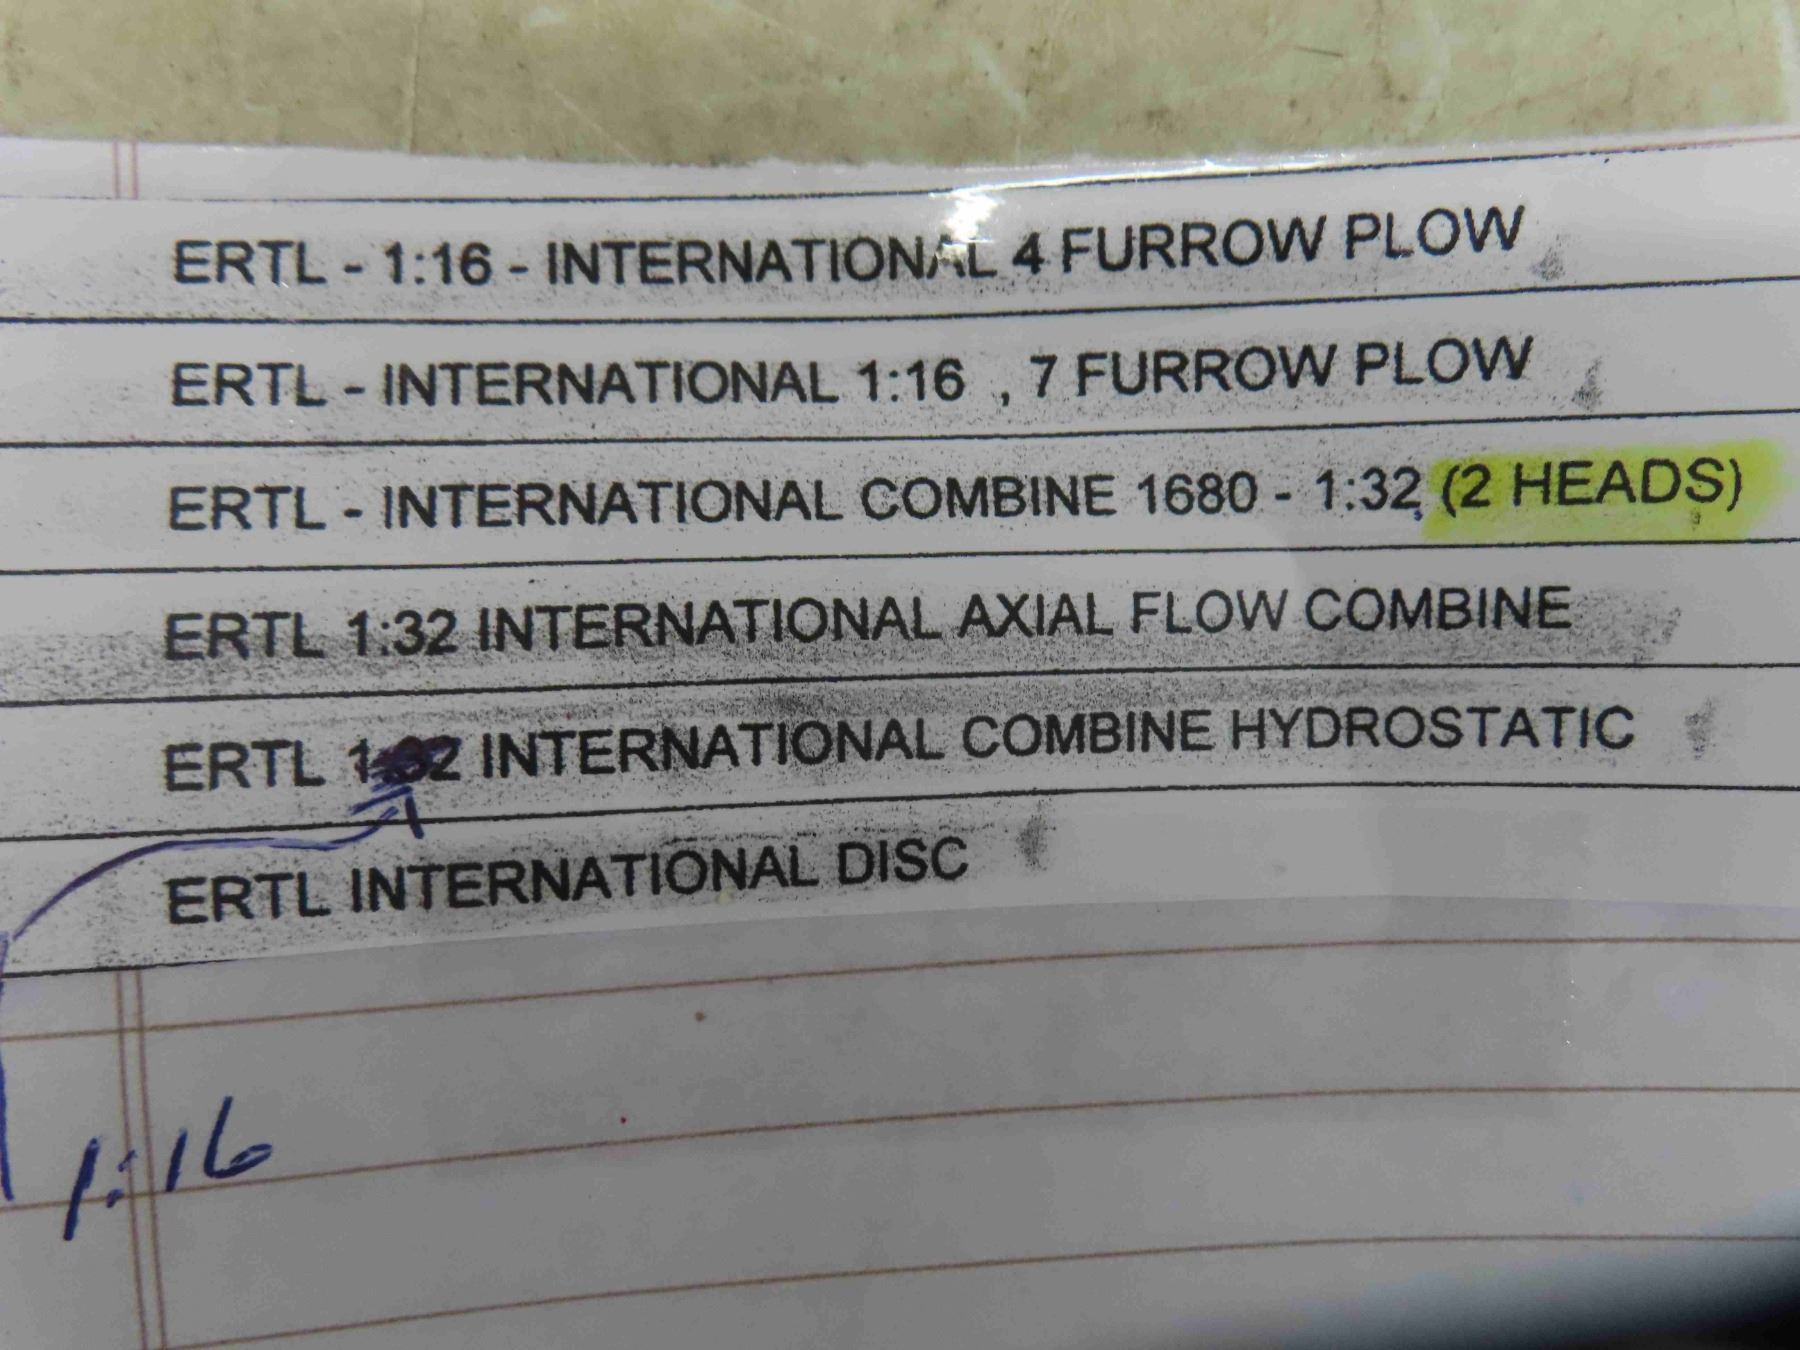 ERTL - 1:16 - INTERNATIONAL 4 FURROW PLOW
ERTL - INTERNATIONAL 1:16 , 7 FURROW PLOW
ERTL - INTERNATIONAL COMBINE 1680 - 1:32, (2 HEADS)
ERTL 1:32 INTERNATIONAL AXIAL FLOW COMBINE
ERTL INTERNATIONAL COMBINE HYDROSTATIC
ERTL INTERNATIONAL DISC
1:16